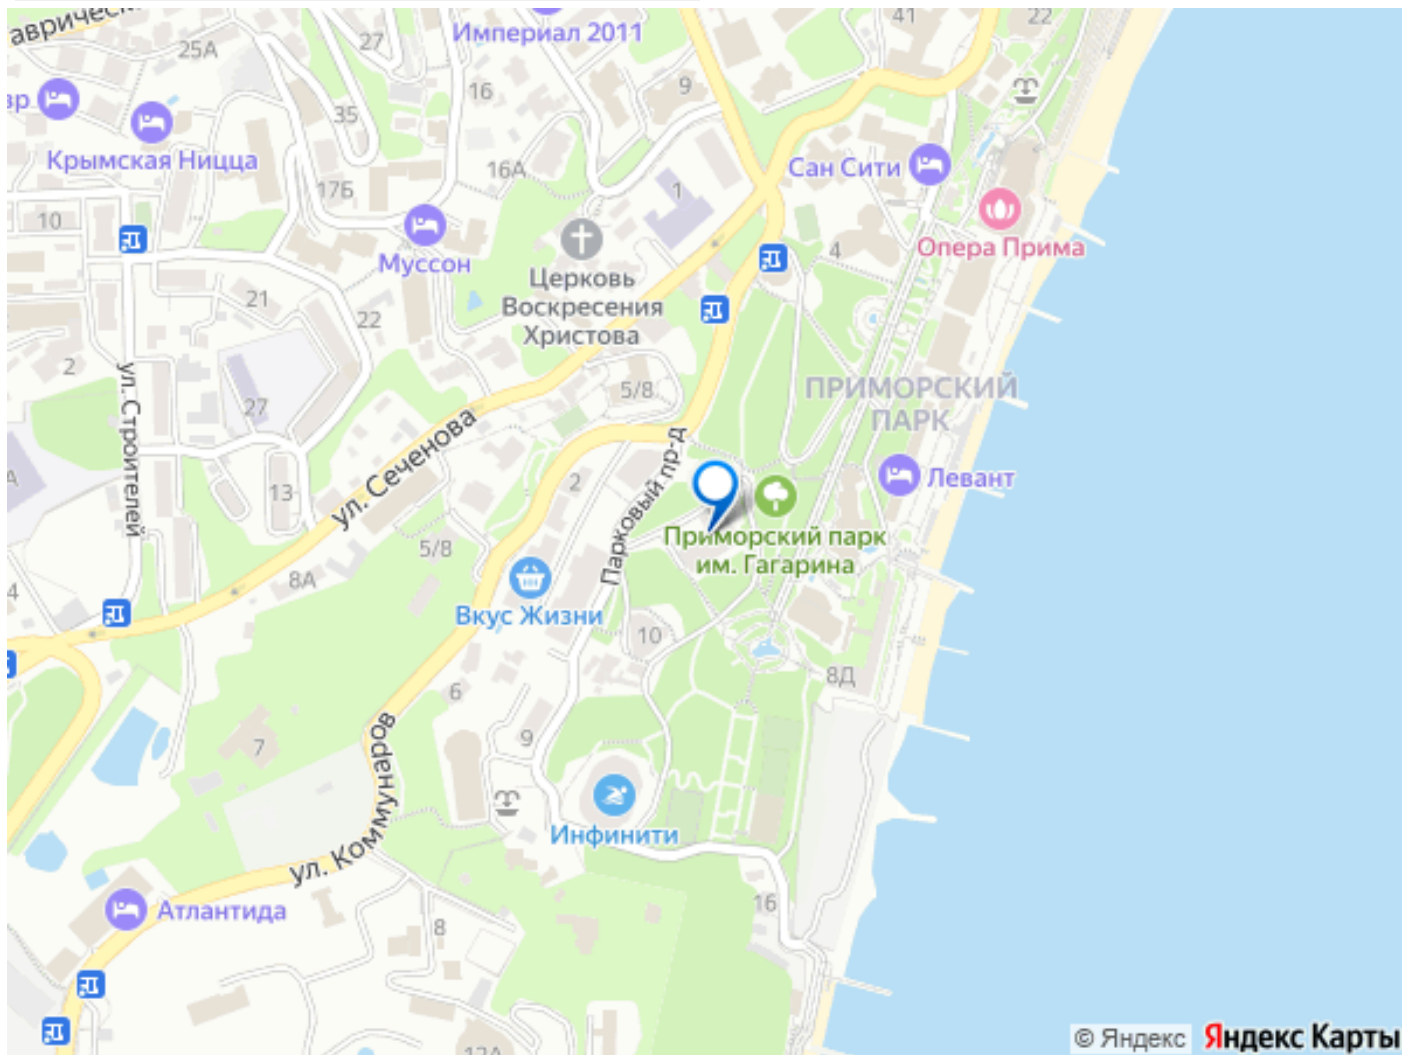 аврическ
25А
27
Империал 2011
41
22
вр
16
9
35
Крымская Ницца
16А
Сан Сити
17Б
1
10
Муссон
4
Опера Прима
Церковь
Воскресения
Христова
21
22
2
ул. Строителей
5/8
ПРИМОРСКИЙ
ПАРК
27
ул. Сеченова
Парковый пр-д
Левант
2
13
Приморский парк
им. Гагарина
5/8
8А
4
Вкус Жизни
10
8Д
6
7
9
ул. Коммунаров
Инфинити
16
Атлантида
8
12А
© Яндекс Яндекс Карты